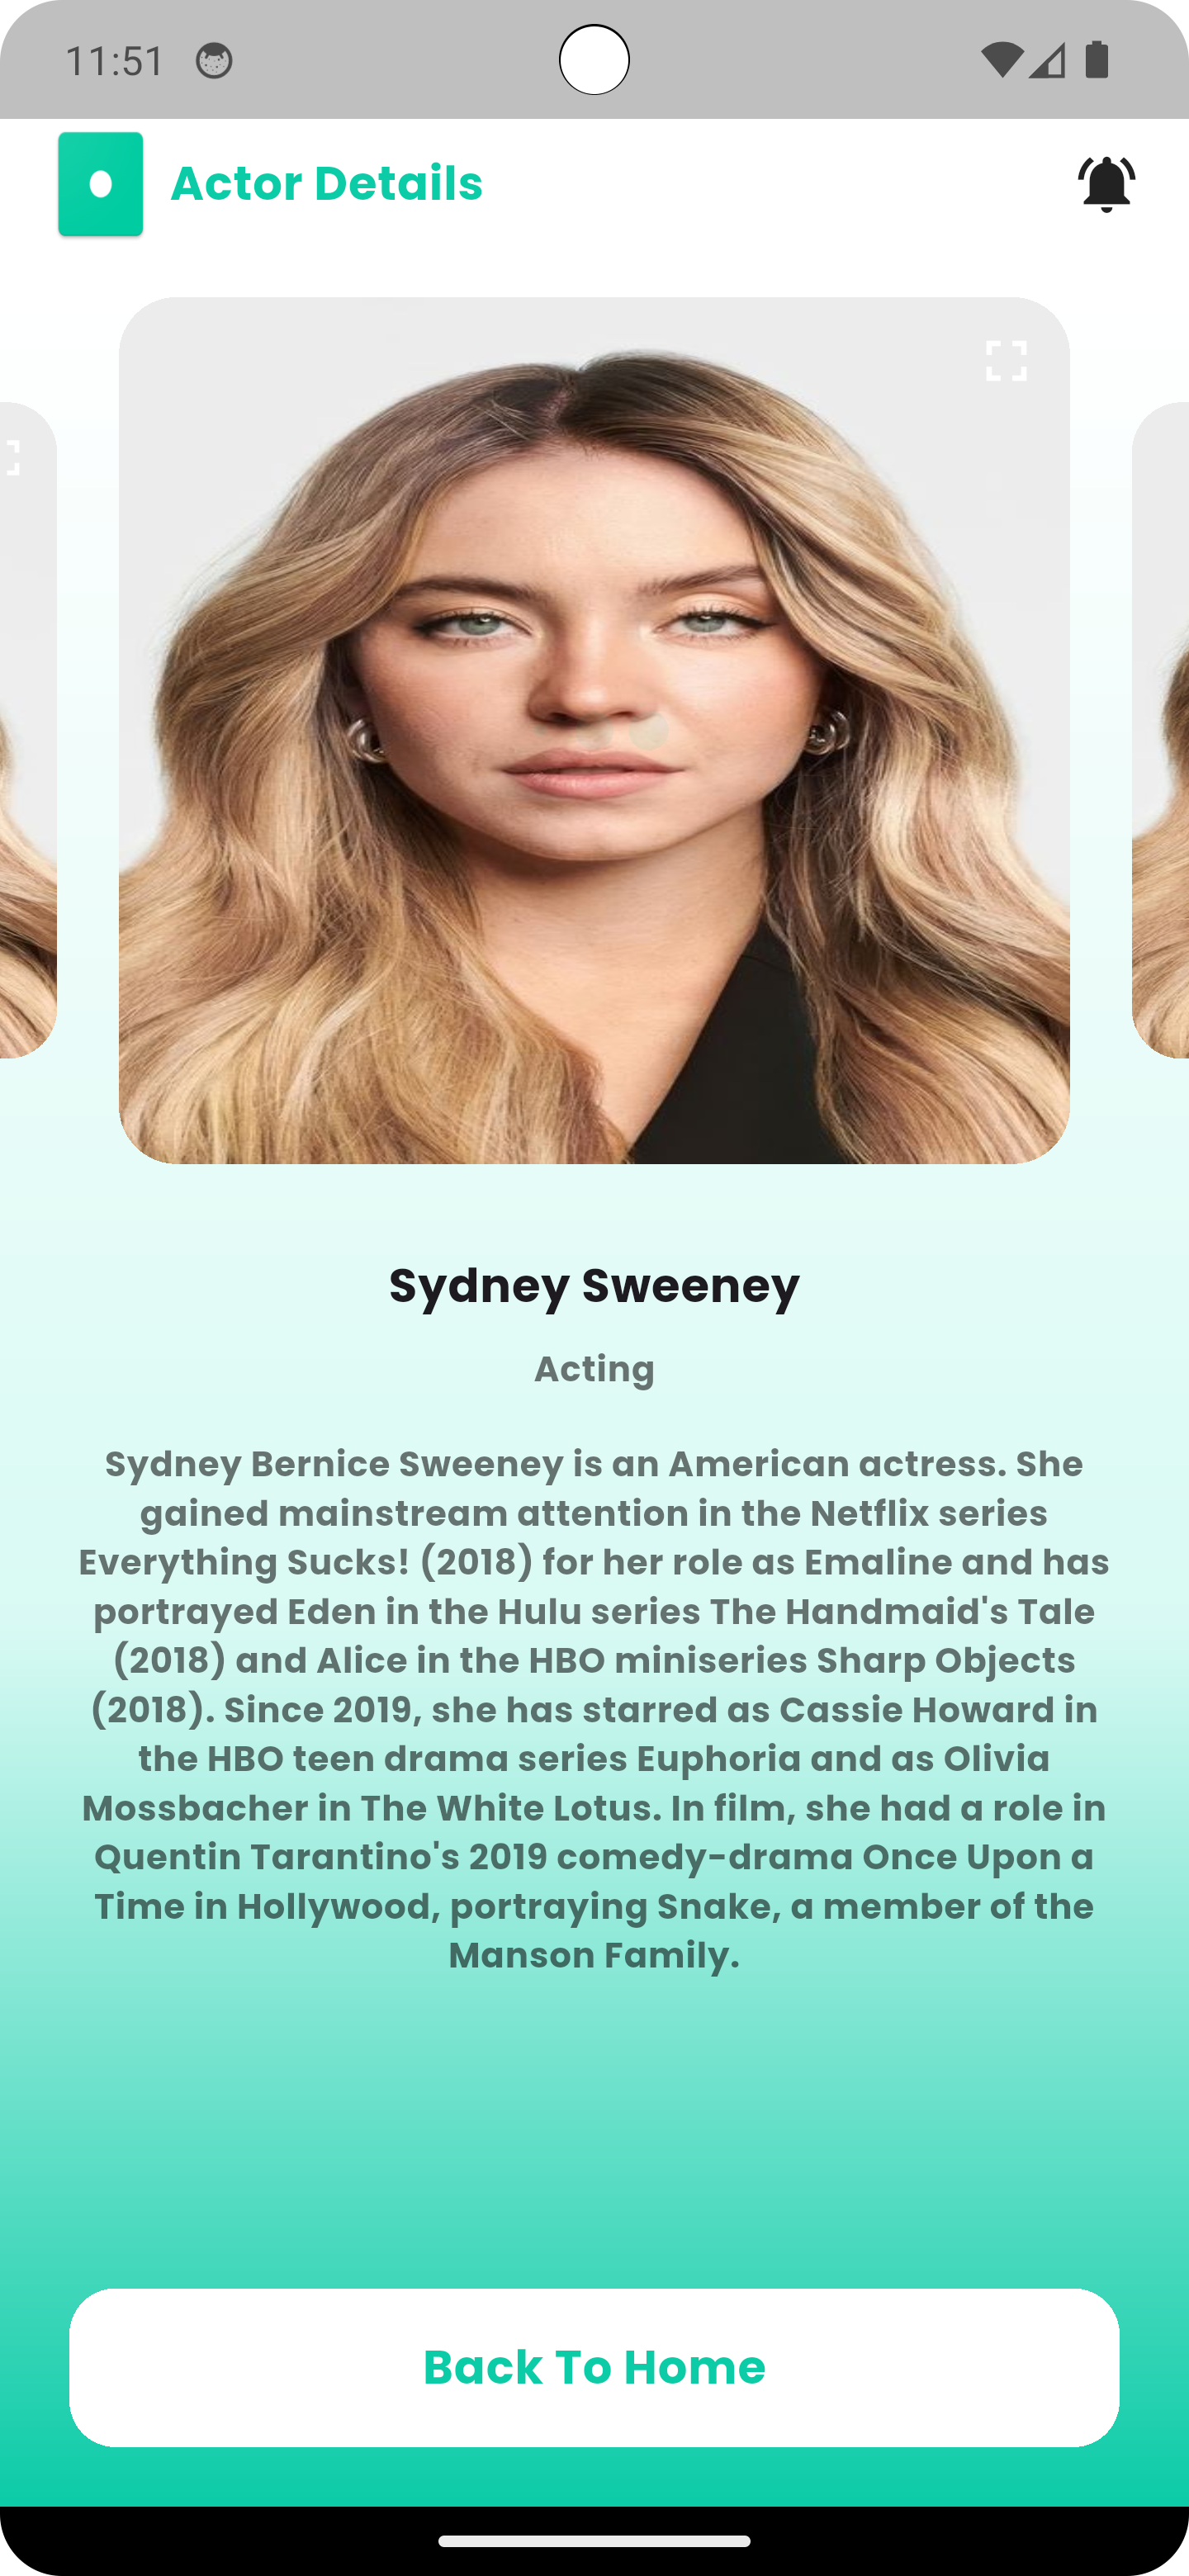 11:51
Actor Details
Sydney Sweeney
Acting
Sydney Bernice Sweeney is an American actress. She
gained mainstream attention in the Netflix series
Everything Sucks! (2018) for her role as Emaline and has
portrayed Eden in the Hulu series The Handmaid's Tale
(2018) and Alice in the HBO miniseries Sharp Objects
(2018). Since 2019, she has starred as Cassie Howard in
the HBO teen drama series Euphoria and as Olivia
Mossbacher in The White Lotus. In film, she had a role in
Quentin Tarantino's 2019 comedy-drama Once Upon a
Time in Hollywood, portraying Snake, a member of the
Manson Family.
Back To Home